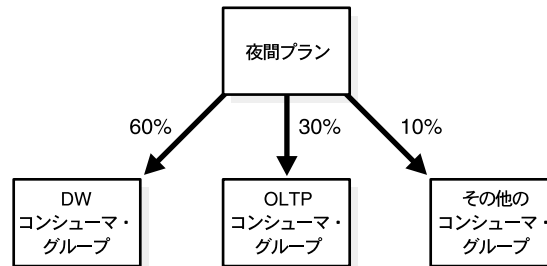 夜間プラン
60%
30%
10%
DW
コンシューマ・
グループ
OLTP
コンシューマ・
グループ
その他の
コンシューマ・
グループ